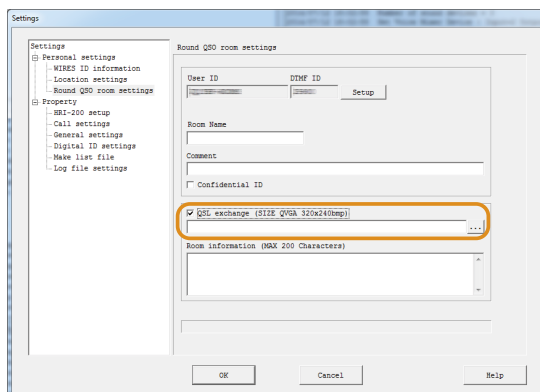 Settings
Settings
Personal settings
WIRES ID information
Location settings
Round QSO room settings
Property
HRI-200 setup
Call settings
General settings
Digital ID settings
Make list file
Log file settings
Round QSO room settings
User ID DTMF ID
Setup
Room Name
Comment
Confidential ID
QSL exchange (SIZE QVGA 320x240bmp)
...
Room information (MAX 200 Characters)
OK Cancel Help